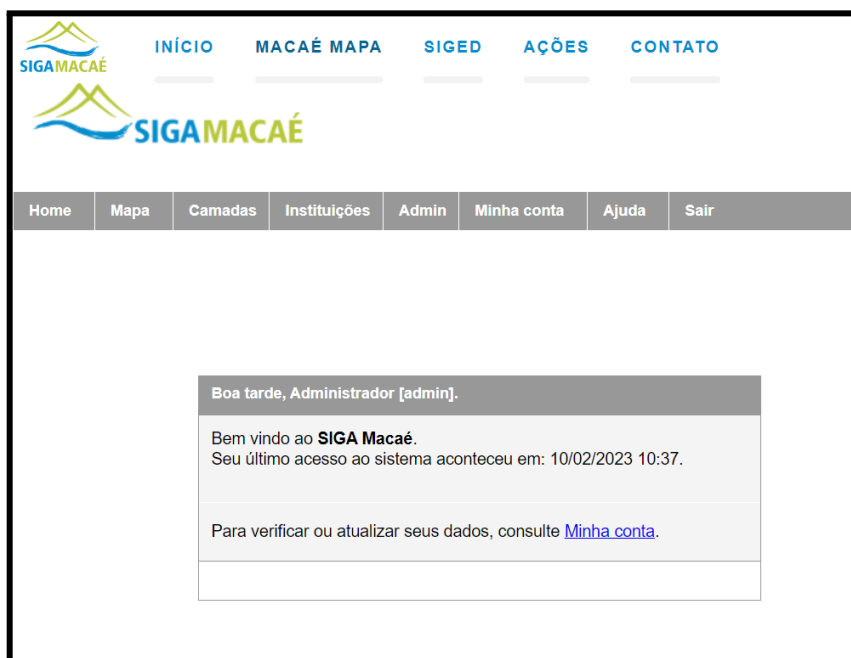 SIGAMACAÉ
INÍCIO MACAÉ MAPA SIGED AÇÕES CONTATO
SIGAMACAÉ
Home Mapa Camadas Instituições Admin Minha conta Ajuda Sair
Boa tarde, Administrador [admin].
Bem vindo ao SIGA Macaé.
Seu último acesso ao sistema aconteceu em: 10/02/2023 10:37.
Para verificar ou atualizar seus dados, consulte Minha conta.